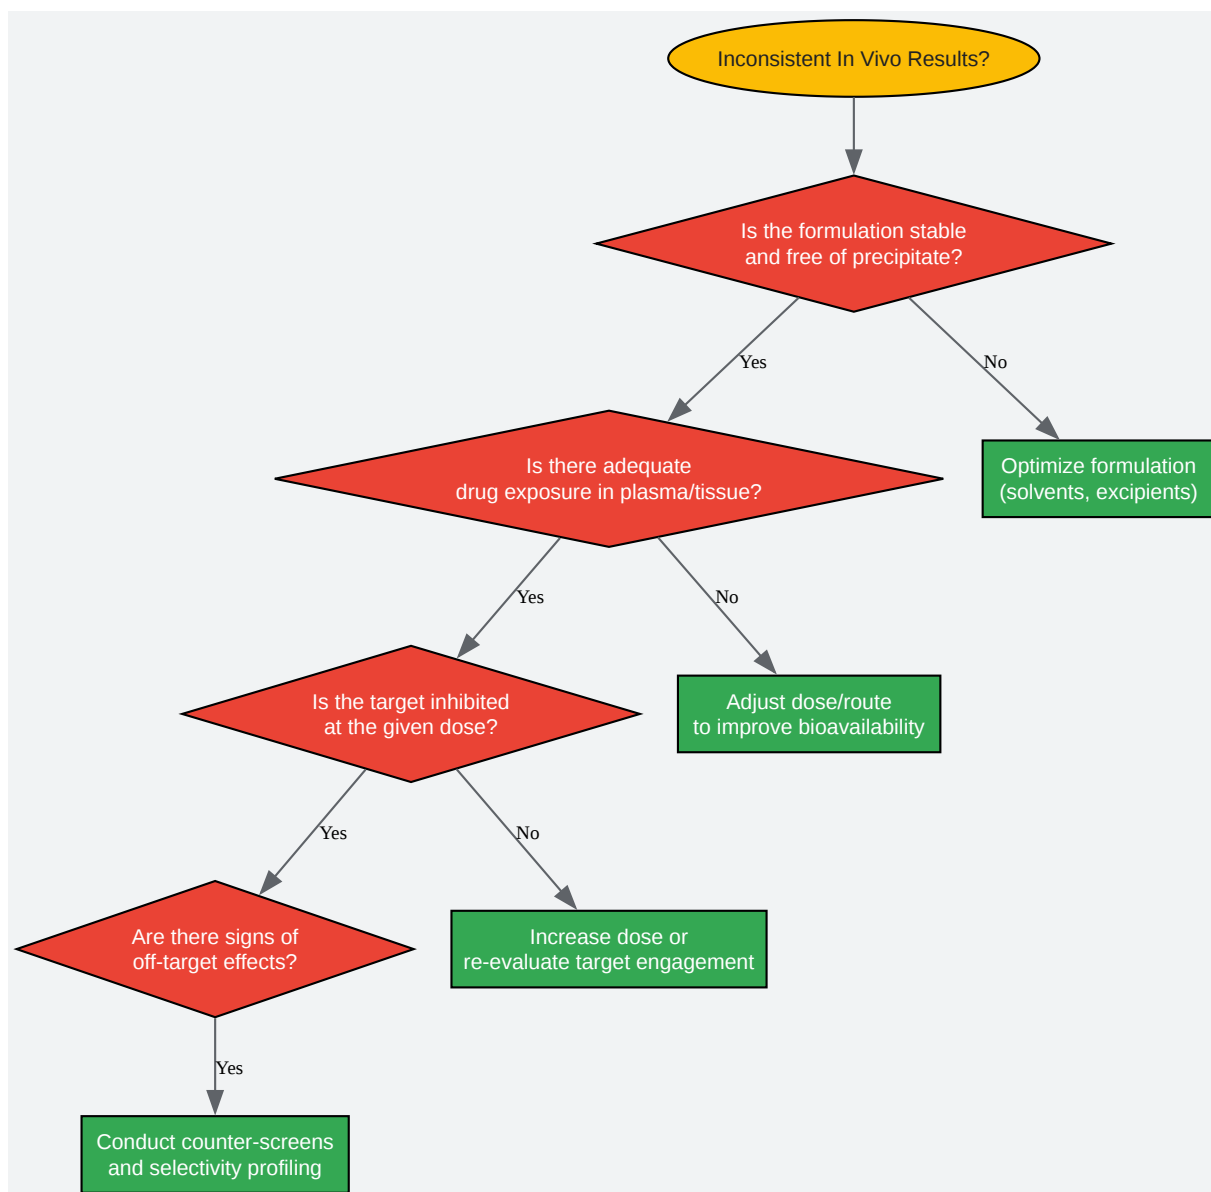 Inconsistent In Vivo Results?
Is the formulation stable
and free of precipitate?
Yes
No
Is there adequate
drug exposure in plasma/tissue?
Optimize formulation
(solvents, excipients)
Yes
No
Is the target inhibited
at the given dose?
Adjust dose/route
to improve bioavailability
Yes
No
Are there signs of
off-target effects?
Increase dose or
re-evaluate target engagement
Yes
Conduct counter-screens
and selectivity profiling